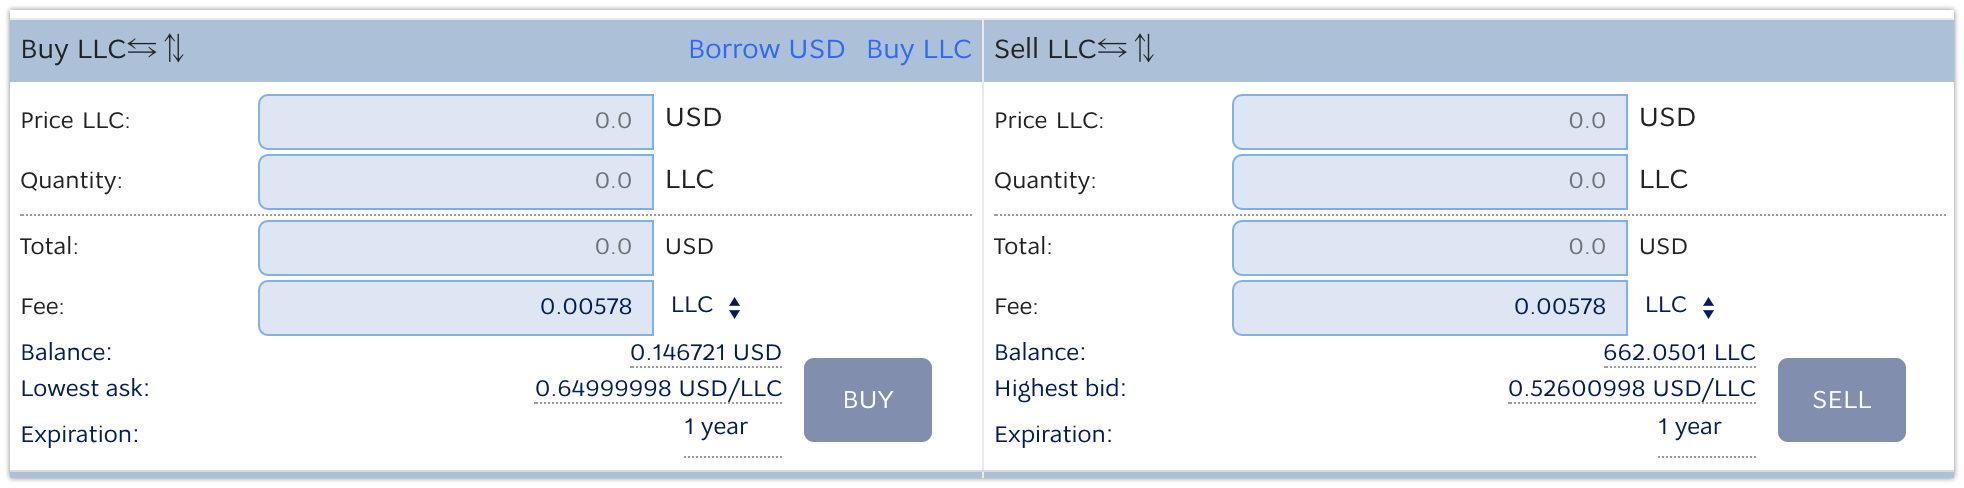 Buy LLC⇆ ⇅ Borrow USD Buy LLC
Price LLC: 0.0 USD
Quantity: 0.0 LLC
Total: 0.0 USD
Fee: 0.00578 LLC
Balance: 0.146721 USD
Lowest ask: 0.64999998 USD/LLC
Expiration: 1 year
BUY
Sell LLC⇆ ⇅
Price LLC: 0.0 USD
Quantity: 0.0 LLC
Total: 0.0 USD
Fee: 0.00578 LLC
Balance: 662.0501 LLC
Highest bid: 0.52600998 USD/LLC
Expiration: 1 year
SELL